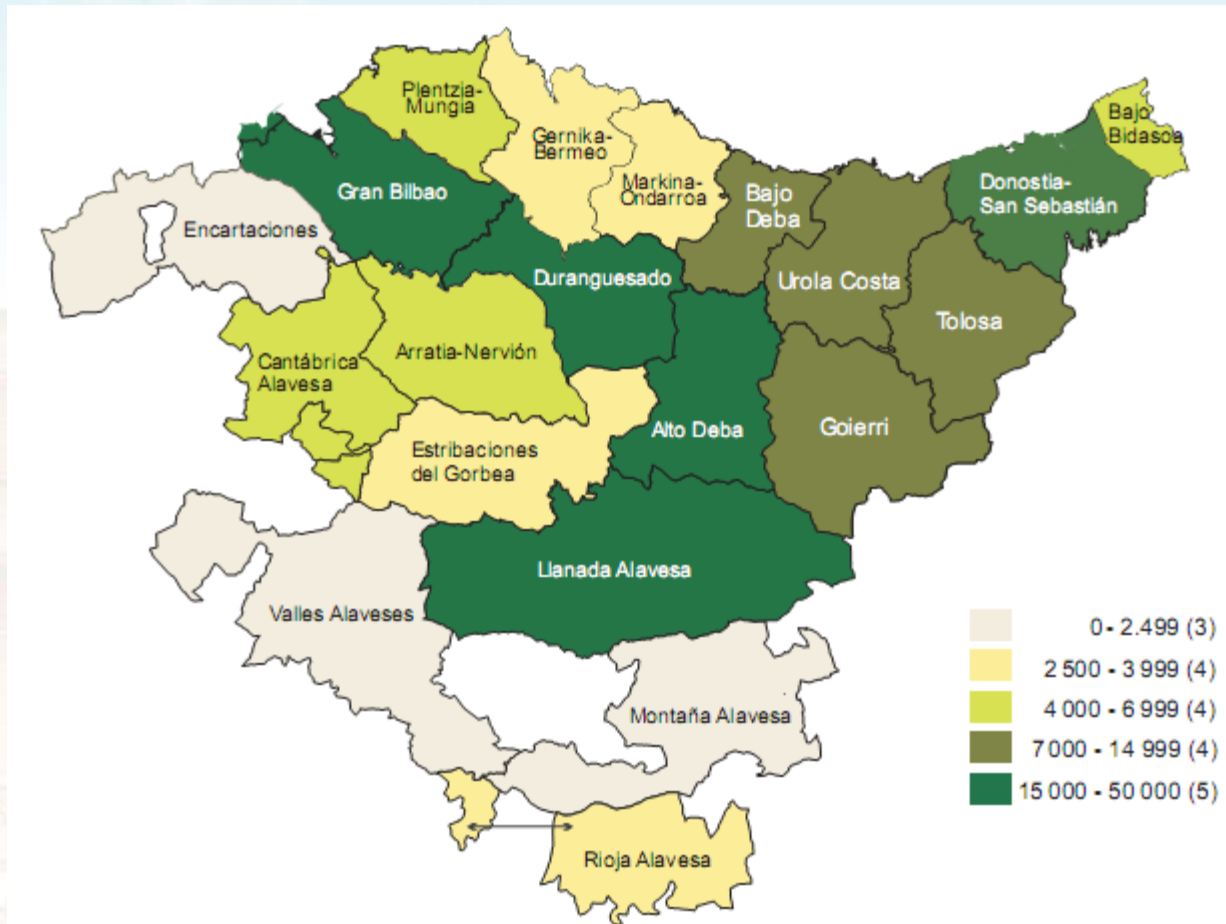 Plentzia-
Mungia
Gernika-
Bermeo
Markina-
Ondarroa
Bajo
Bidasoa
Gran Bilbao
Bajo
Deba
Donostia-
San Sebastián
Encartaciones
Duranguesado
Urola Costa
Tolosa
Cantábrica
Alavesa
Arratia-Nervión
Alto Deba
Goierri
Estribaciones
del Gorbea
Llanada Alavesa
Valles Alaveses
Montaña Alavesa
Rioja Alavesa
0 - 2.499 (3)
2 500 - 3 999 (4)
4 000 - 6 999 (4)
7 000 - 14 999 (4)
15 000 - 50 000 (5)